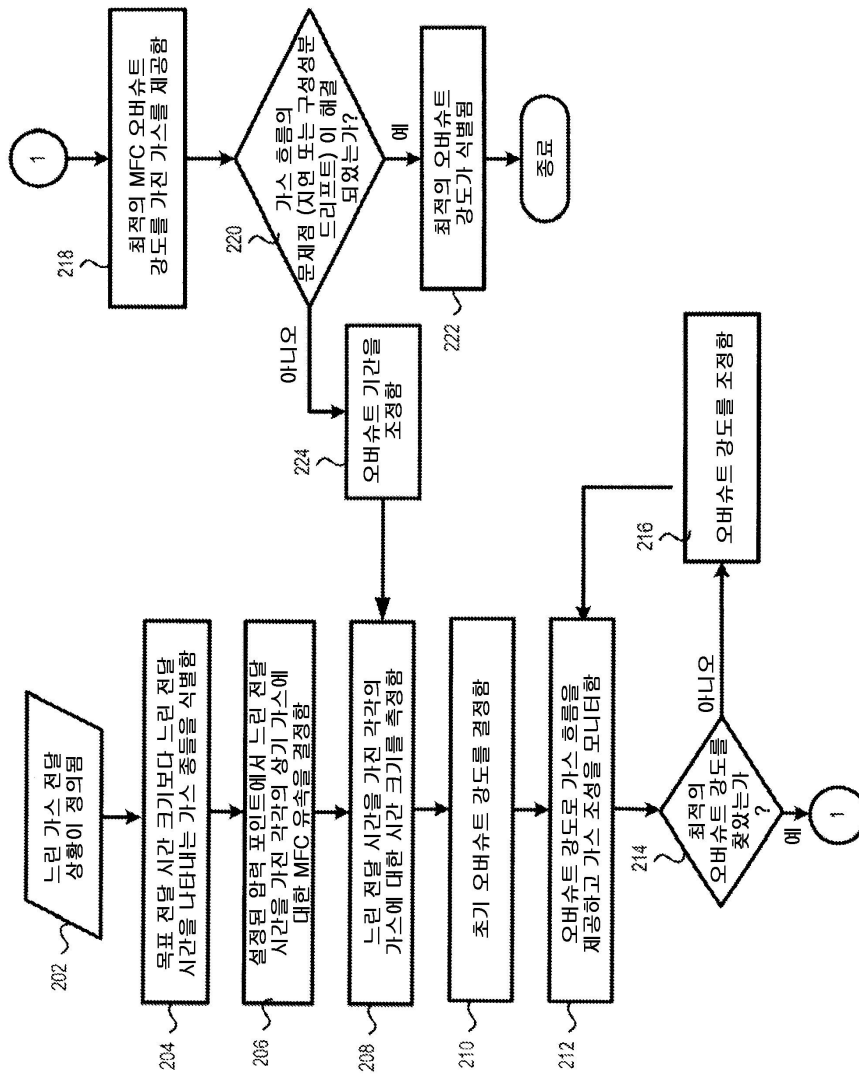 느린 가스 전달
상황이 정의됨
202
목표 전달 시간 크기보다 느린 전달
시간을 나타내는 가스 종들을 식별함
204
설정된 압력 포인트에서 느린 전달
시간을 가진 각각의 상기 가스에
대한 MFC 유속을 결정함
206
느린 전달 시간을 가진 각각의
가스에 대한 시간 크기를 측정함
208
초기 오버슈트 강도를 결정함
210
오버슈트 강도로 가스 흐름을
제공하고 가스 조성을 모니터함
212
최적의
오버슈트 강도를
찾았는가
?
214
아니오
예
1
오버슈트 강도를 조정함
216
1
최적의 MFC 오버슈트
강도를 가진 가스를 제공함
218
가스 흐름의
문제점 (지연 또는 구성성분
드리프트) 이 해결
되었는가?
220
아니오
예
오버슈트 기간을
조정함
224
최적의 오버슈트
강도가 식별됨
222
종료